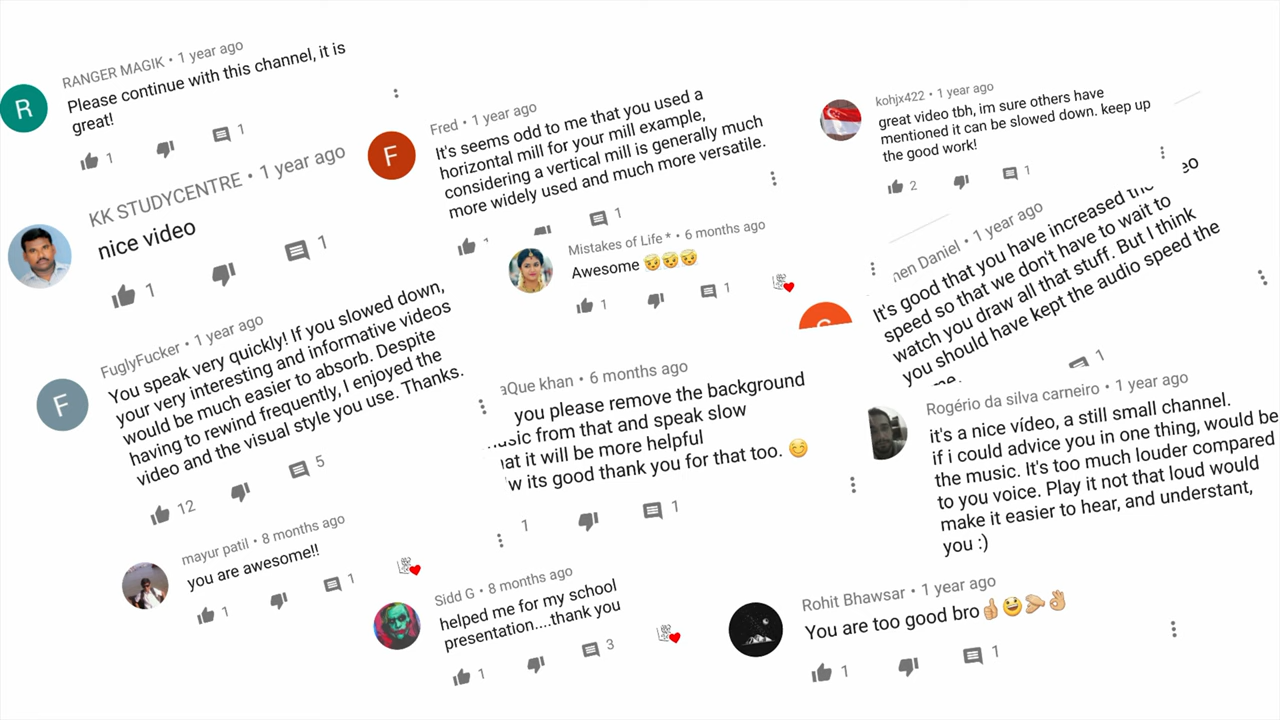 RANGER MAGIK • 1 year ago
Please continue with this channel, it is
great!
R
1
1
KK STUDYCENTRE • 1 year ago
nice video
1
1
FuglyFucker • 1 year ago
You speak very quickly! If you slowed down,
your very interesting and informative videos
would be much easier to absorb. Despite
having to rewind frequently, I enjoyed the
video and the visual style you use. Thanks.
F
12
5
mayur patil • 8 months ago
you are awesome!!
1
1
Fred • 1 year ago
It's seems odd to me that you used a
horizontal mill for your mill example,
considering a vertical mill is generally much
more widely used and much more versatile.
F
1
Mistakes of Life * • 6 months ago
Awesome 😇😇😇
1
1
aQue khan • 6 months ago
you please remove the background
from that and speak slow
it will be more helpful
its good thank you for that too. 😊
1
1
Sidd G • 8 months ago
helped me for my school
presentation....thank you
1
3
kohjx422 • 1 year ago
great video tbh, im sure others have
mentioned it can be slowed down. keep up
the good work!
2
1
Daniel • 1 year ago
It's good that you have increased
speed so that we don't have to wait to
watch you draw all that stuff. But I think
you should have kept the audio speed the
1
Rogério da silva carneiro • 1 year ago
it's a nice vídeo, a still small channel.
if i could advice you in one thing, would be
the music. It's too much louder compared
to you voice. Play it not that loud would
make it easier to hear, and understant,
you :)
Rohit Bhawsar • 1 year ago
You are too good bro👍😃🤛👌
1
1